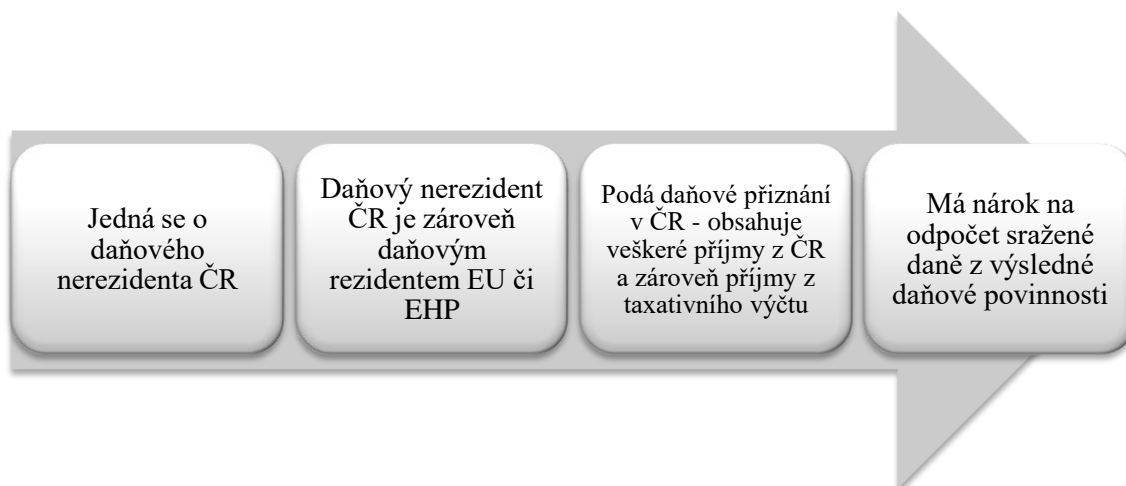 Jedná se o
daňového
nerezidenta ČR
Daňový nerezident
ČR je zároveň
daňovým
rezidentem EU či
EHP
Podá daňové přiznání
v ČR - obsahuje
veškeré příjmy z ČR
a zároveň příjmy z
taxativního výčtu
Má nárok na
odpočet sražené
daně z výsledné
daňové povinnosti